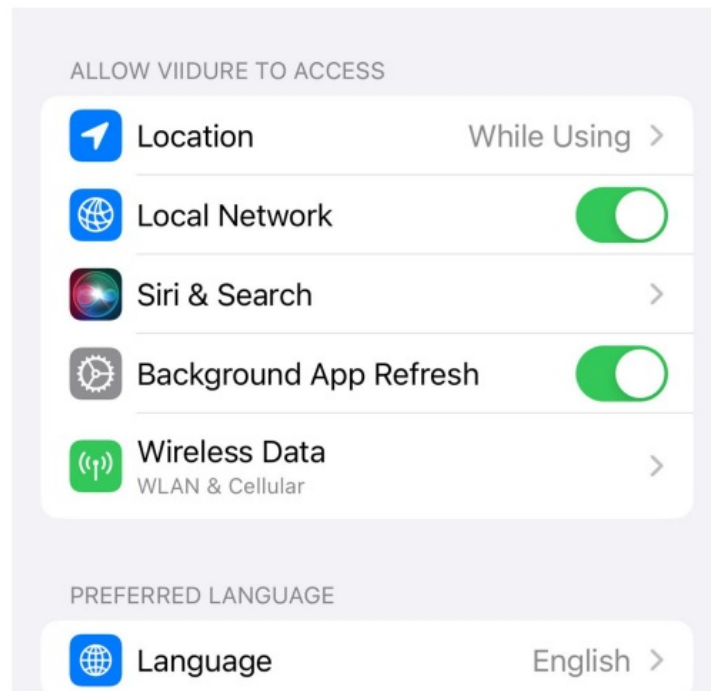 ALLOW VIIDURE TO ACCESS
Location While Using
Local Network
Siri & Search
Background App Refresh
Wireless Data
WLAN & Cellular
PREFERRED LANGUAGE
Language English